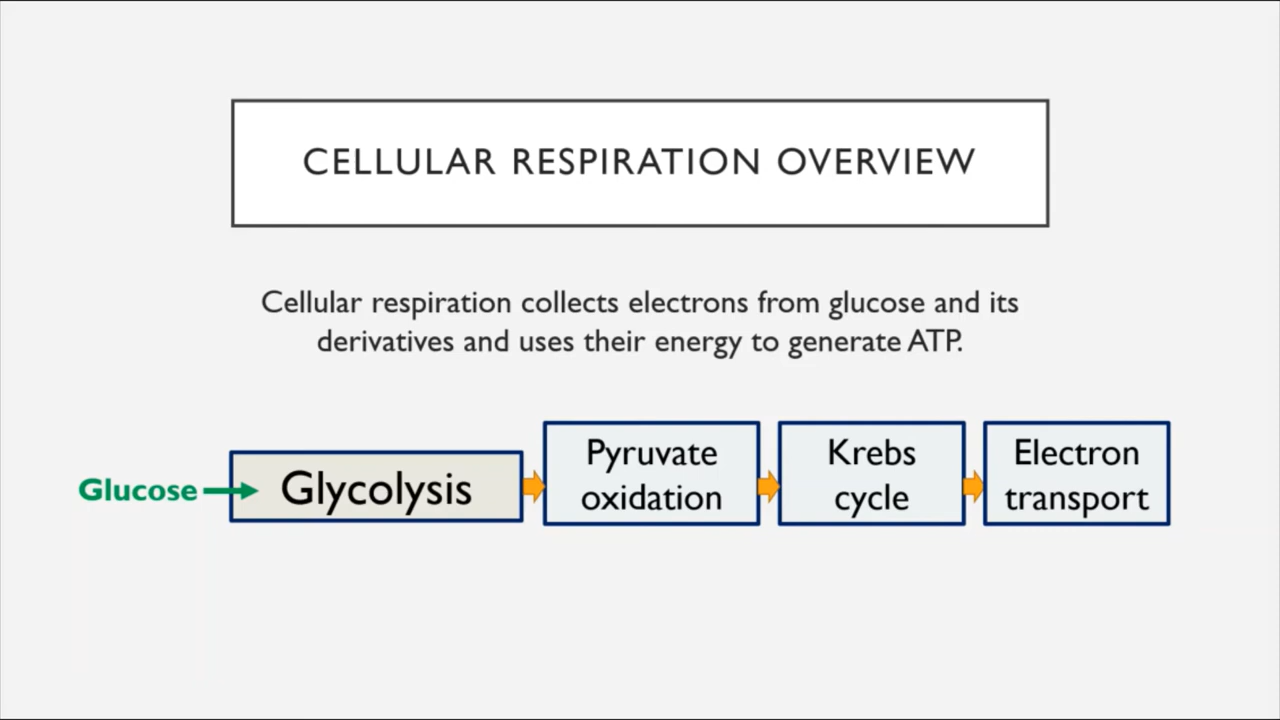 CELLULAR RESPIRATION OVERVIEW
Cellular respiration collects electrons from glucose and its
derivatives and uses their energy to generate ATP.
Glucose
Glycolysis
Pyruvate
oxidation
Krebs
cycle
Electron
transport